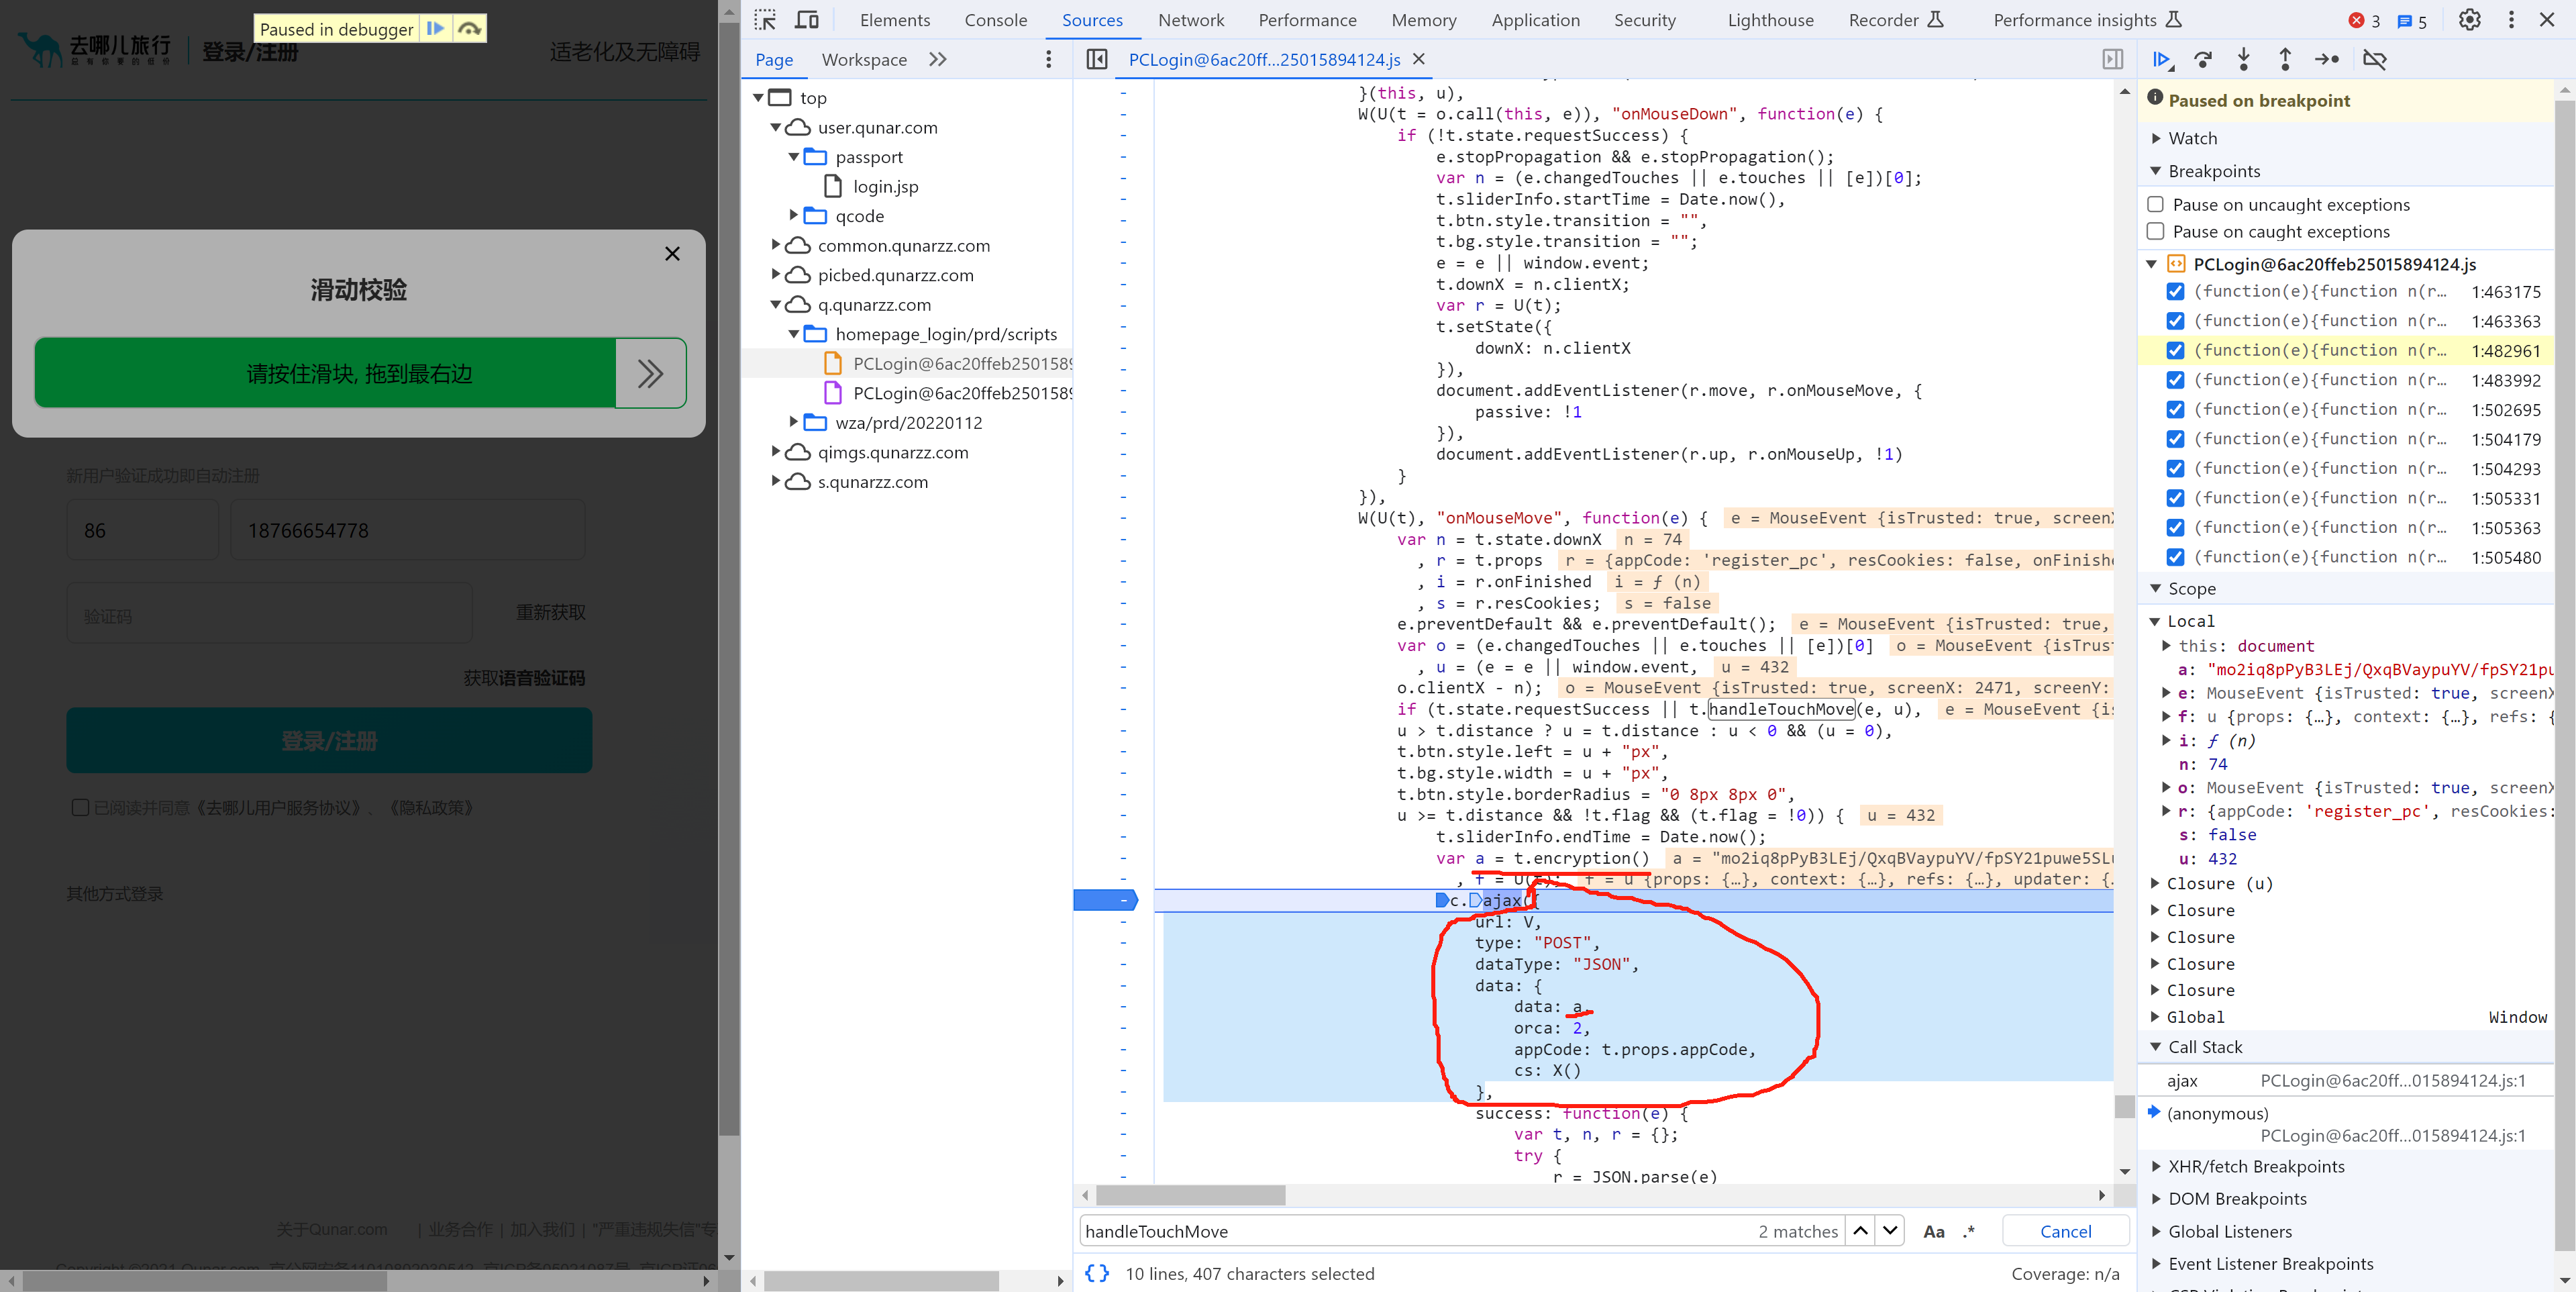 Paused in debugger
去哪儿旅行
总有你要的低价
登录/注册
适老化及无障碍
滑动校验
请按住滑块, 拖到最右边
新用户验证成功即自动注册
86
18766654778
验证码
重新获取
获取语音验证码
登录/注册
已阅读并同意《去哪儿用户服务协议》、《隐私政策》
其他方式登录
关于Qunar.com | 业务合作 | 加入我们 | "严重违规失信"专
Elements Console Sources Network Performance Memory Application Security Lighthouse Recorder Performance insights 3 5
Page Workspace
top
user.qunar.com
passport
login.jsp
qcode
common.qunarzz.com
picbed.qunarzz.com
q.qunarzz.com
homepage_login/prd/scripts
PCLogin@6ac20ffeb2501589
PCLogin@6ac20ffeb2501589
wza/prd/20220112
qimgs.qunarzz.com
s.qunarzz.com
PCLogin@6ac20ff...25015894124.js
}(this, u),
W(U(t = o.call(this, e)), "onMouseDown", function(e) {
if (!t.state.requestSuccess) {
e.stopPropagation && e.stopPropagation();
var n = (e.changedTouches || e.touches || [e])[0];
t.sliderInfo.startTime = Date.now(),
t.btn.style.transition = "",
t.bg.style.transition = "";
e = e || window.event;
t.downX = n.clientX;
var r = U(t);
t.setState({
downX: n.clientX
}),
document.addEventListener(r.move, r.onMouseMove, {
passive: !1
}),
document.addEventListener(r.up, r.onMouseUp, !1)
}
}),
W(U(t), "onMouseMove", function(e) { e = MouseEvent {isTrusted: true, screenX
var n = t.state.downX n = 74
, r = t.props r = {appCode: 'register_pc', resCookies: false, onFinishe
, i = r.onFinished i = ƒ (n)
, s = r.resCookies; s = false
e.preventDefault && e.preventDefault(); e = MouseEvent {isTrusted: true,
var o = (e.changedTouches || e.touches || [e])[0] o = MouseEvent {isTrust
, u = (e = e || window.event, u = 432
o.clientX - n); o = MouseEvent {isTrusted: true, screenX: 2471, screenY:
if (t.state.requestSuccess || t.handleTouchMove(e, u), e = MouseEvent {is
u > t.distance ? u = t.distance : u < 0 && (u = 0),
t.btn.style.left = u + "px",
t.bg.style.width = u + "px",
t.btn.style.borderRadius = "0 8px 8px 0",
u >= t.distance && !t.flag && (t.flag = !0)) { u = 432
t.sliderInfo.endTime = Date.now();
var a = t.encryption() a = "mo2iq8pPyB3LEj/QxqBVaypuYV/fpSY21puwe5SLu
, f = U(t); f = u {props: {…}, context: {…}, refs: {…}, updater: {…
c.ajax({
url: V,
type: "POST",
dataType: "JSON",
data: {
data: a,
orca: 2,
appCode: t.props.appCode,
cs: X()
},
success: function(e) {
var t, n, r = {};
try {
r = JSON.parse(e)
handleTouchMove 2 matches Aa .* Cancel
{} 10 lines, 407 characters selected Coverage: n/a
Paused on breakpoint
Watch
Breakpoints
Pause on uncaught exceptions
Pause on caught exceptions
PCLogin@6ac20ffeb25015894124.js
(function(e){function n(r… 1:463175
(function(e){function n(r… 1:463363
(function(e){function n(r… 1:482961
(function(e){function n(r… 1:483992
(function(e){function n(r… 1:502695
(function(e){function n(r… 1:504179
(function(e){function n(r… 1:504293
(function(e){function n(r… 1:505331
(function(e){function n(r… 1:505363
(function(e){function n(r… 1:505480
Scope
Local
this: document
a: "mo2iq8pPyB3LEj/QxqBVaypuYV/fpSY21pu
e: MouseEvent {isTrusted: true, screenX
f: u {props: {…}, context: {…}, refs: {
i: ƒ (n)
n: 74
o: MouseEvent {isTrusted: true, screenX
r: {appCode: 'register_pc', resCookies:
s: false
u: 432
Closure (u)
Closure
Closure
Closure
Closure
Global Window
Call Stack
ajax PCLogin@6ac20ff...015894124.js:1
(anonymous)
PCLogin@6ac20ff...015894124.js:1
XHR/fetch Breakpoints
DOM Breakpoints
Global Listeners
Event Listener Breakpoints